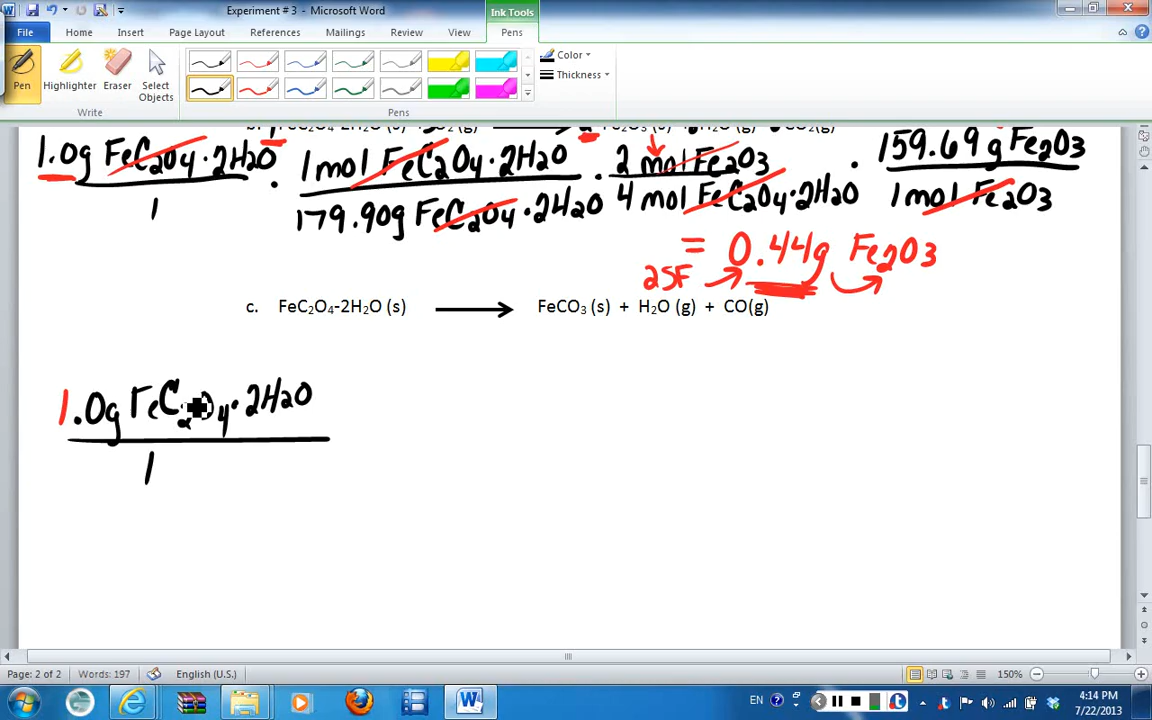 Experiment # 3 - Microsoft Word
Ink Tools
File Home Insert Page Layout References Mailings Review View Pens
Pen Highlighter Eraser Select Objects
Color
Thickness
Write Pens
1.0g FeC2O4·2H2O / 1 · 1mol FeC2O4·2H2O / 179.90g FeC2O4·2H2O · 2 mol Fe2O3 / 4 mol FeC2O4·2H2O · 159.69 g Fe2O3 / 1mol Fe2O3
= 0.44g Fe2O3
2SF
c. FeC2O4-2H2O (s) FeCO3 (s) + H2O (g) + CO(g)
1.0g FeC2O4·2H2O
1
Page: 2 of 2 Words: 197 English (U.S.) 150%
EN 4:14 PM
7/22/2013